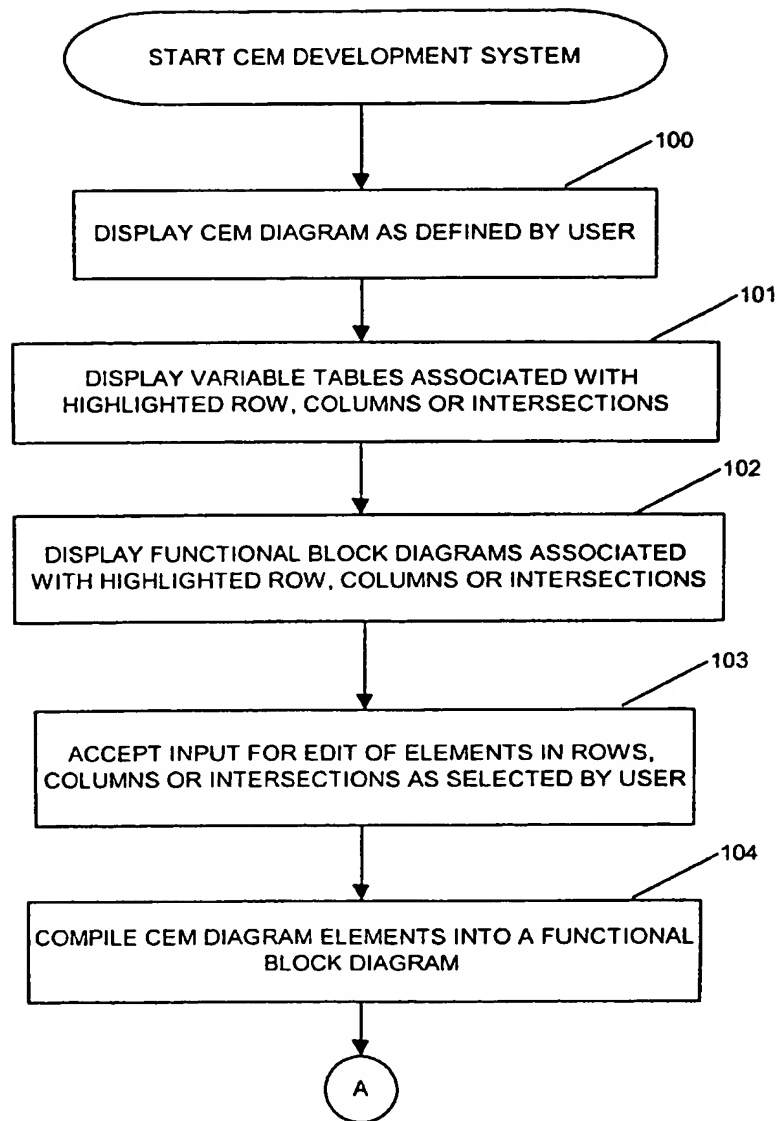 START CEM DEVELOPMENT SYSTEM
100
DISPLAY CEM DIAGRAM AS DEFINED BY USER
101
DISPLAY VARIABLE TABLES ASSOCIATED WITH
HIGHLIGHTED ROW, COLUMNS OR INTERSECTIONS
102
DISPLAY FUNCTIONAL BLOCK DIAGRAMS ASSOCIATED
WITH HIGHLIGHTED ROW, COLUMNS OR INTERSECTIONS
103
ACCEPT INPUT FOR EDIT OF ELEMENTS IN ROWS,
COLUMNS OR INTERSECTIONS AS SELECTED BY USER
104
COMPILE CEM DIAGRAM ELEMENTS INTO A FUNCTIONAL
BLOCK DIAGRAM
A